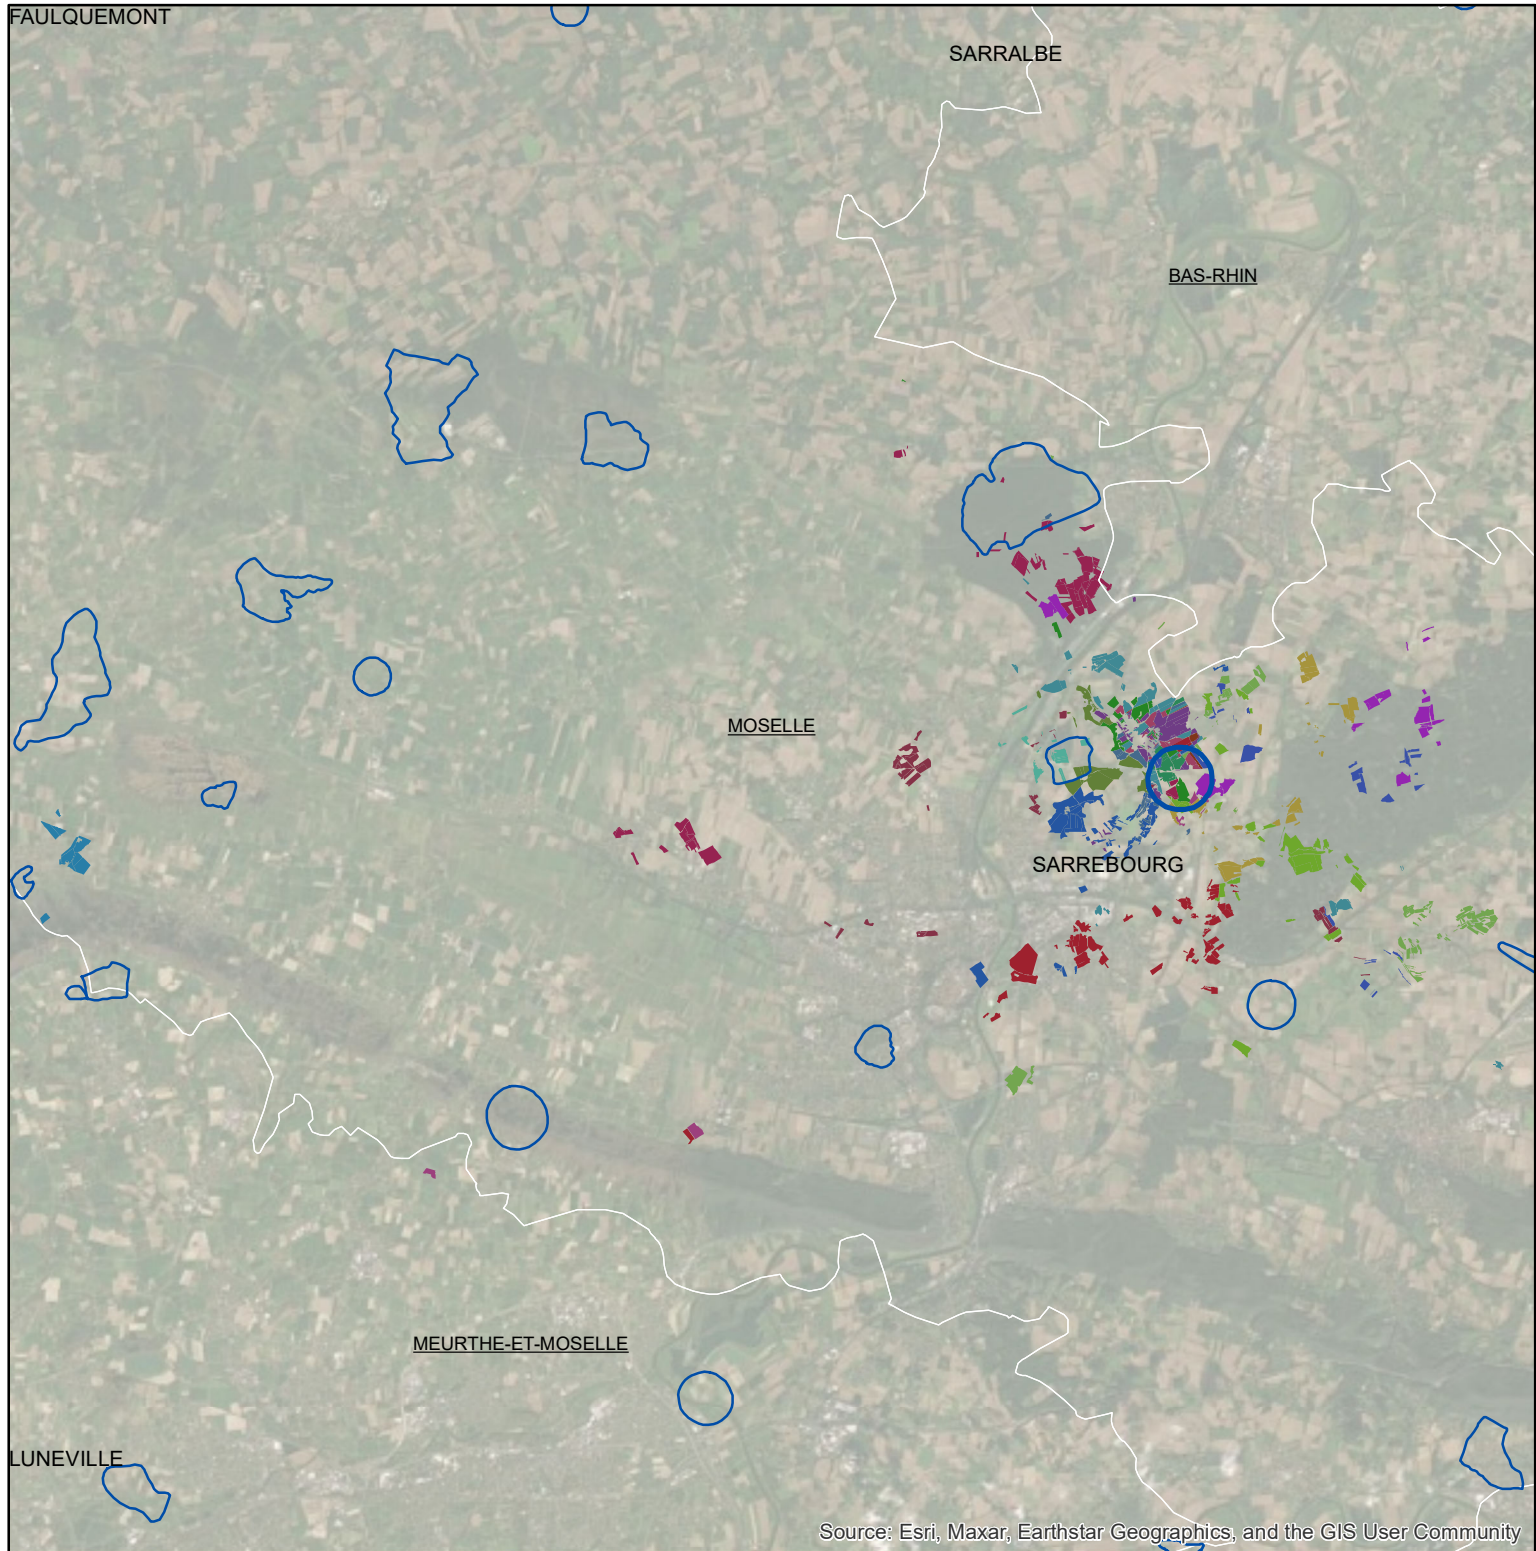 FAULQUEMONT
SARRALBE
BAS-RHIN
MOSELLE
SARREBOURG
MEURTHE-ET-MOSELLE
LUNEVILLE
Source: Esri, Maxar, Earthstar Geographics, and the GIS User Community